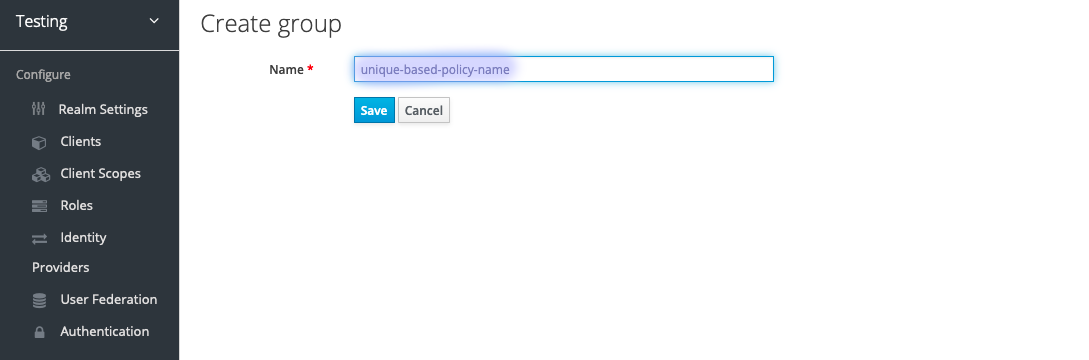 Testing
Configure
Realm Settings
Clients
Client Scopes
Roles
Identity
Providers
User Federation
Authentication
Create group
Name *
unique-based-policy-name
Save Cancel